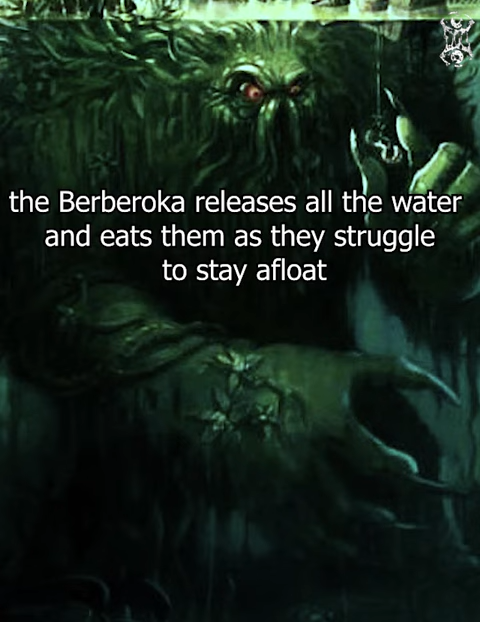 the Berberoka releases all the water
and eats them as they struggle
to stay afloat